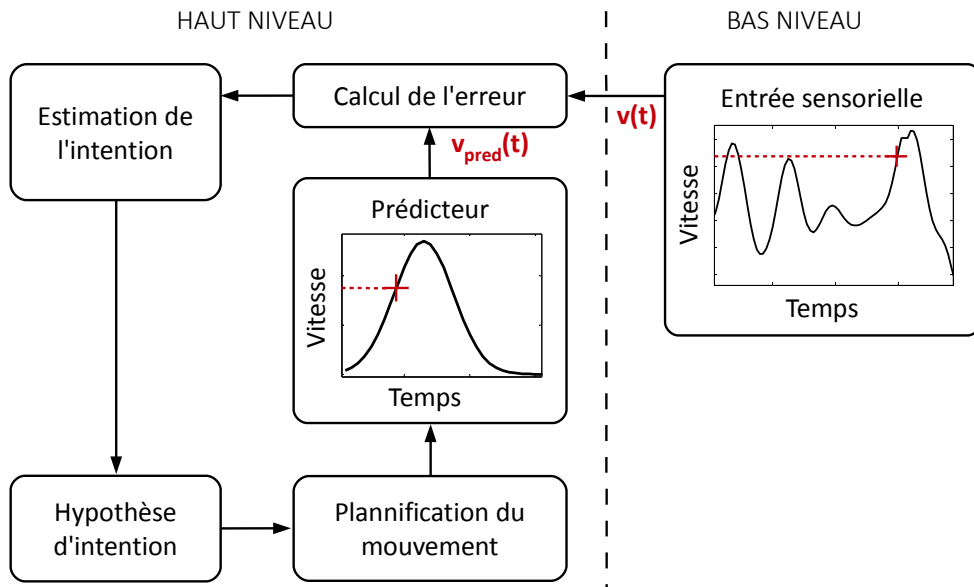 HAUT NIVEAU
BAS NIVEAU
Estimation de
l'intention
Calcul de l'erreur
v(t)
Entrée sensorielle
Vitesse
Temps
v_pred(t)
Prédicteur
Vitesse
Temps
Hypothèse
d'intention
Plannification du
mouvement